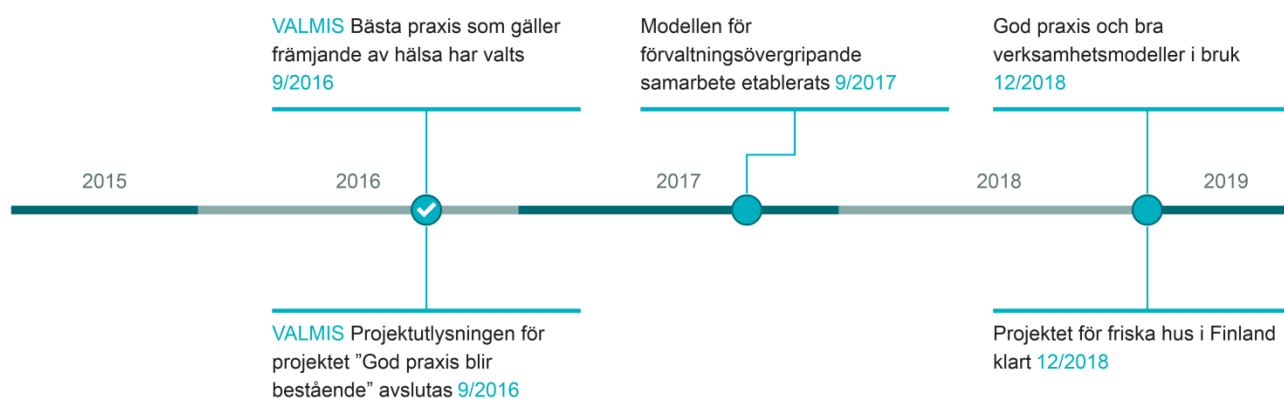 VALMIS Bästa praxis som gäller
främjande av hälsa har valts
9/2016
Modellen för
förvaltningsövergripande
samarbete etablerats 9/2017
God praxis och bra
verksamhetsmodeller i bruk
12/2018
2015
2016
2017
2018
2019
VALMIS Projektutlysningen för
projektet ”God praxis blir
bestående” avslutas 9/2016
Projektet för friska hus i Finland
klart 12/2018